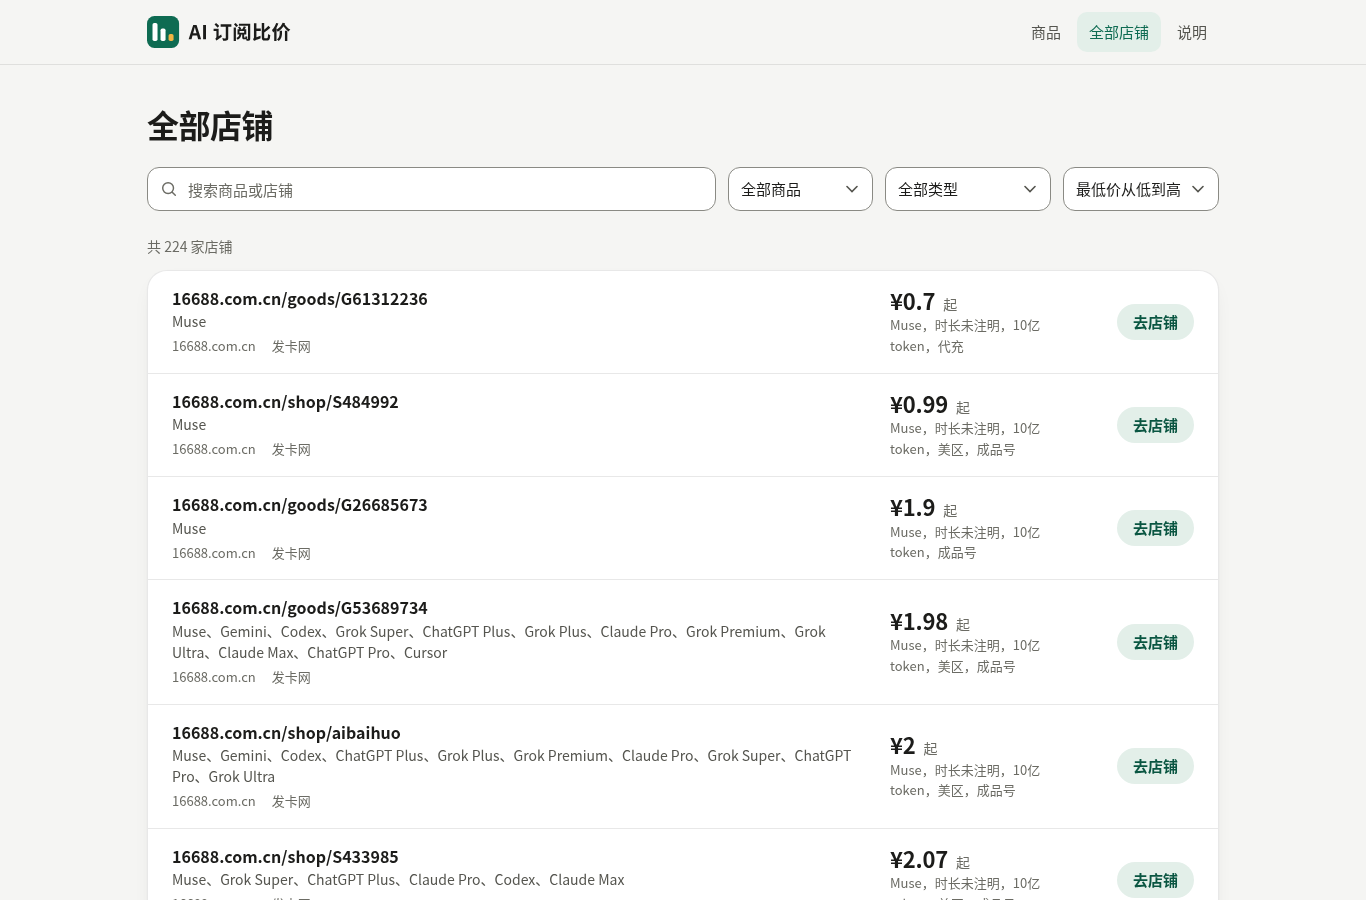 AI 订阅比价
商品
全部店铺
说明
全部店铺
搜索商品或店铺
全部商品
全部类型
最低价从低到高
共 224 家店铺
16688.com.cn/goods/G61312236
Muse
16688.com.cn 发卡网
¥0.7 起
Muse，时长未注明，10亿
token，代充
去店铺
16688.com.cn/shop/S484992
Muse
16688.com.cn 发卡网
¥0.99 起
Muse，时长未注明，10亿
token，美区，成品号
去店铺
16688.com.cn/goods/G26685673
Muse
16688.com.cn 发卡网
¥1.9 起
Muse，时长未注明，10亿
token，成品号
去店铺
16688.com.cn/goods/G53689734
Muse、Gemini、Codex、Grok Super、ChatGPT Plus、Grok Plus、Claude Pro、Grok Premium、Grok
Ultra、Claude Max、ChatGPT Pro、Cursor
16688.com.cn 发卡网
¥1.98 起
Muse，时长未注明，10亿
token，美区，成品号
去店铺
16688.com.cn/shop/aibaihuo
Muse、Gemini、Codex、ChatGPT Plus、Grok Plus、Grok Premium、Claude Pro、Grok Super、ChatGPT
Pro、Grok Ultra
16688.com.cn 发卡网
¥2 起
Muse，时长未注明，10亿
token，美区，成品号
去店铺
16688.com.cn/shop/S433985
Muse、Grok Super、ChatGPT Plus、Claude Pro、Codex、Claude Max
¥2.07 起
Muse，时长未注明，10亿
去店铺